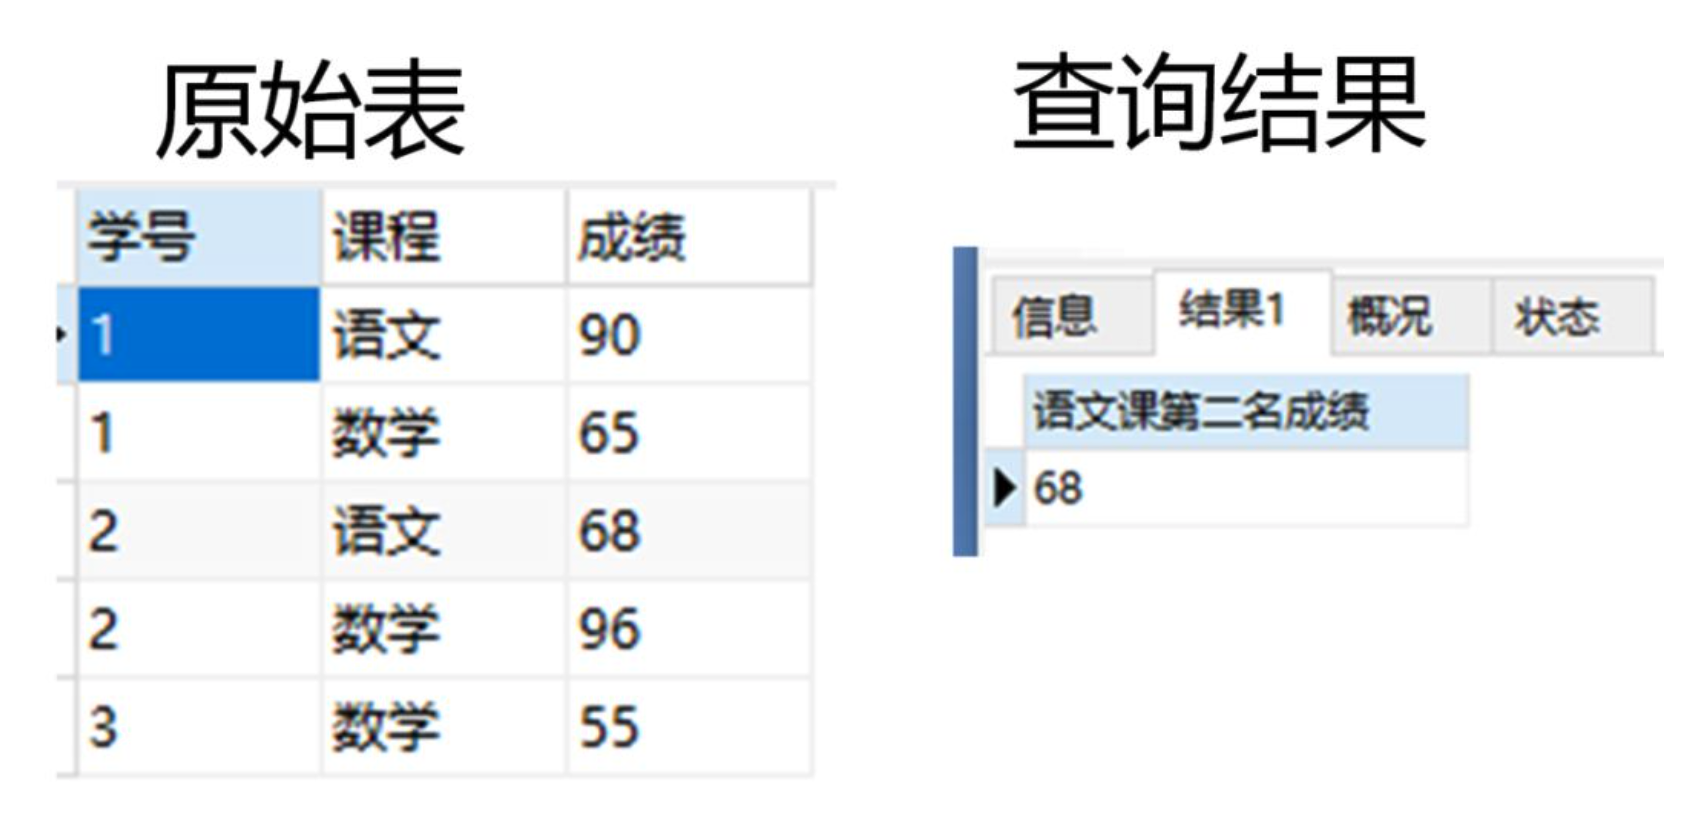 原始表
学号 课程 成绩
1 语文 90
1 数学 65
2 语文 68
2 数学 96
3 数学 55
查询结果
信息 结果1 概况 状态
语文课第二名成绩
68